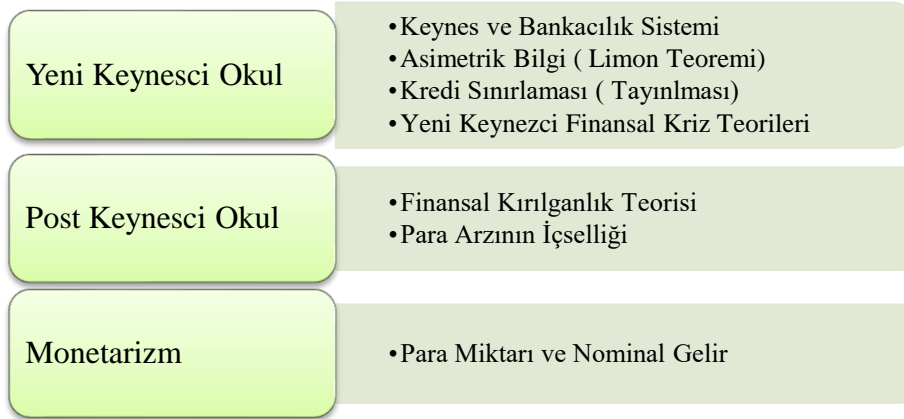 Yeni Keynesci Okul
•Keynes ve Bankacılık Sistemi
•Asimetrik Bilgi ( Limon Teoremi)
•Kredi Sınırlaması ( Tayınlması)
•Yeni Keynezci Finansal Kriz Teorileri
Post Keynesci Okul
•Finansal Kırılganlık Teorisi
•Para Arzının İçselliği
Monetarizm
•Para Miktarı ve Nominal Gelir